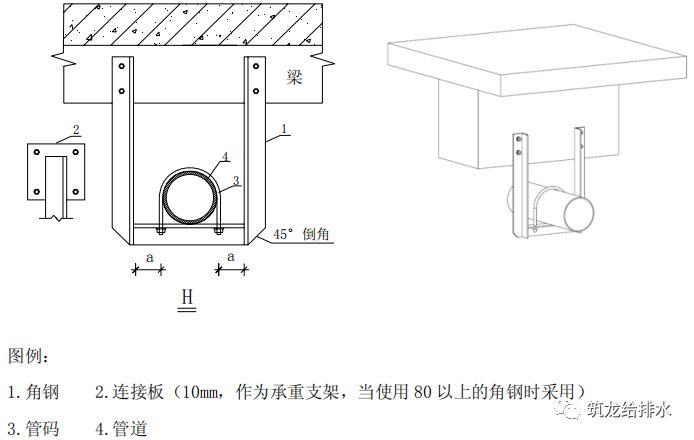 梁
2
1
4
3
45° 倒角
a a
H
图例：
1.角钢 2.连接板（10mm，作为承重支架，当使用 80 以上的角钢时采用）
3.管码 4.管道
筑龙给排水